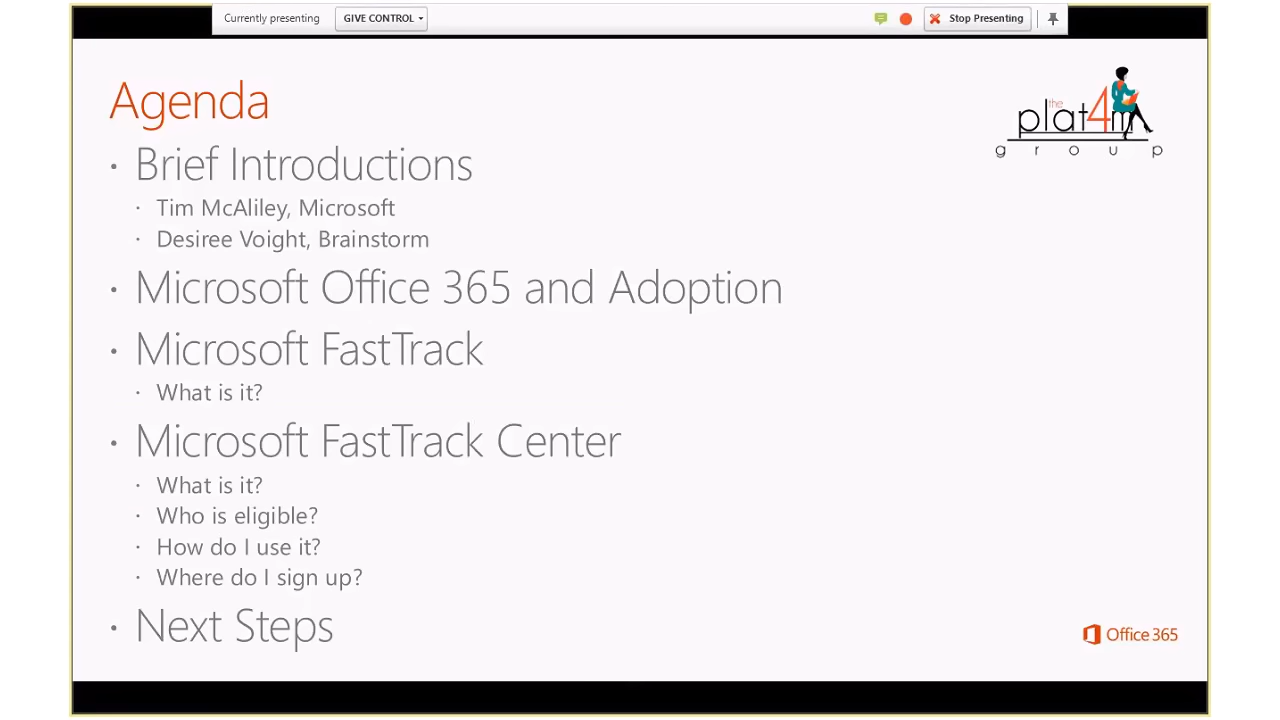 Currently presenting GIVE CONTROL Stop Presenting
Agenda
the
plat4m
group
· Brief Introductions
· Tim McAliley, Microsoft
· Desiree Voight, Brainstorm
· Microsoft Office 365 and Adoption
· Microsoft FastTrack
· What is it?
· Microsoft FastTrack Center
· What is it?
· Who is eligible?
· How do I use it?
· Where do I sign up?
· Next Steps
Office 365